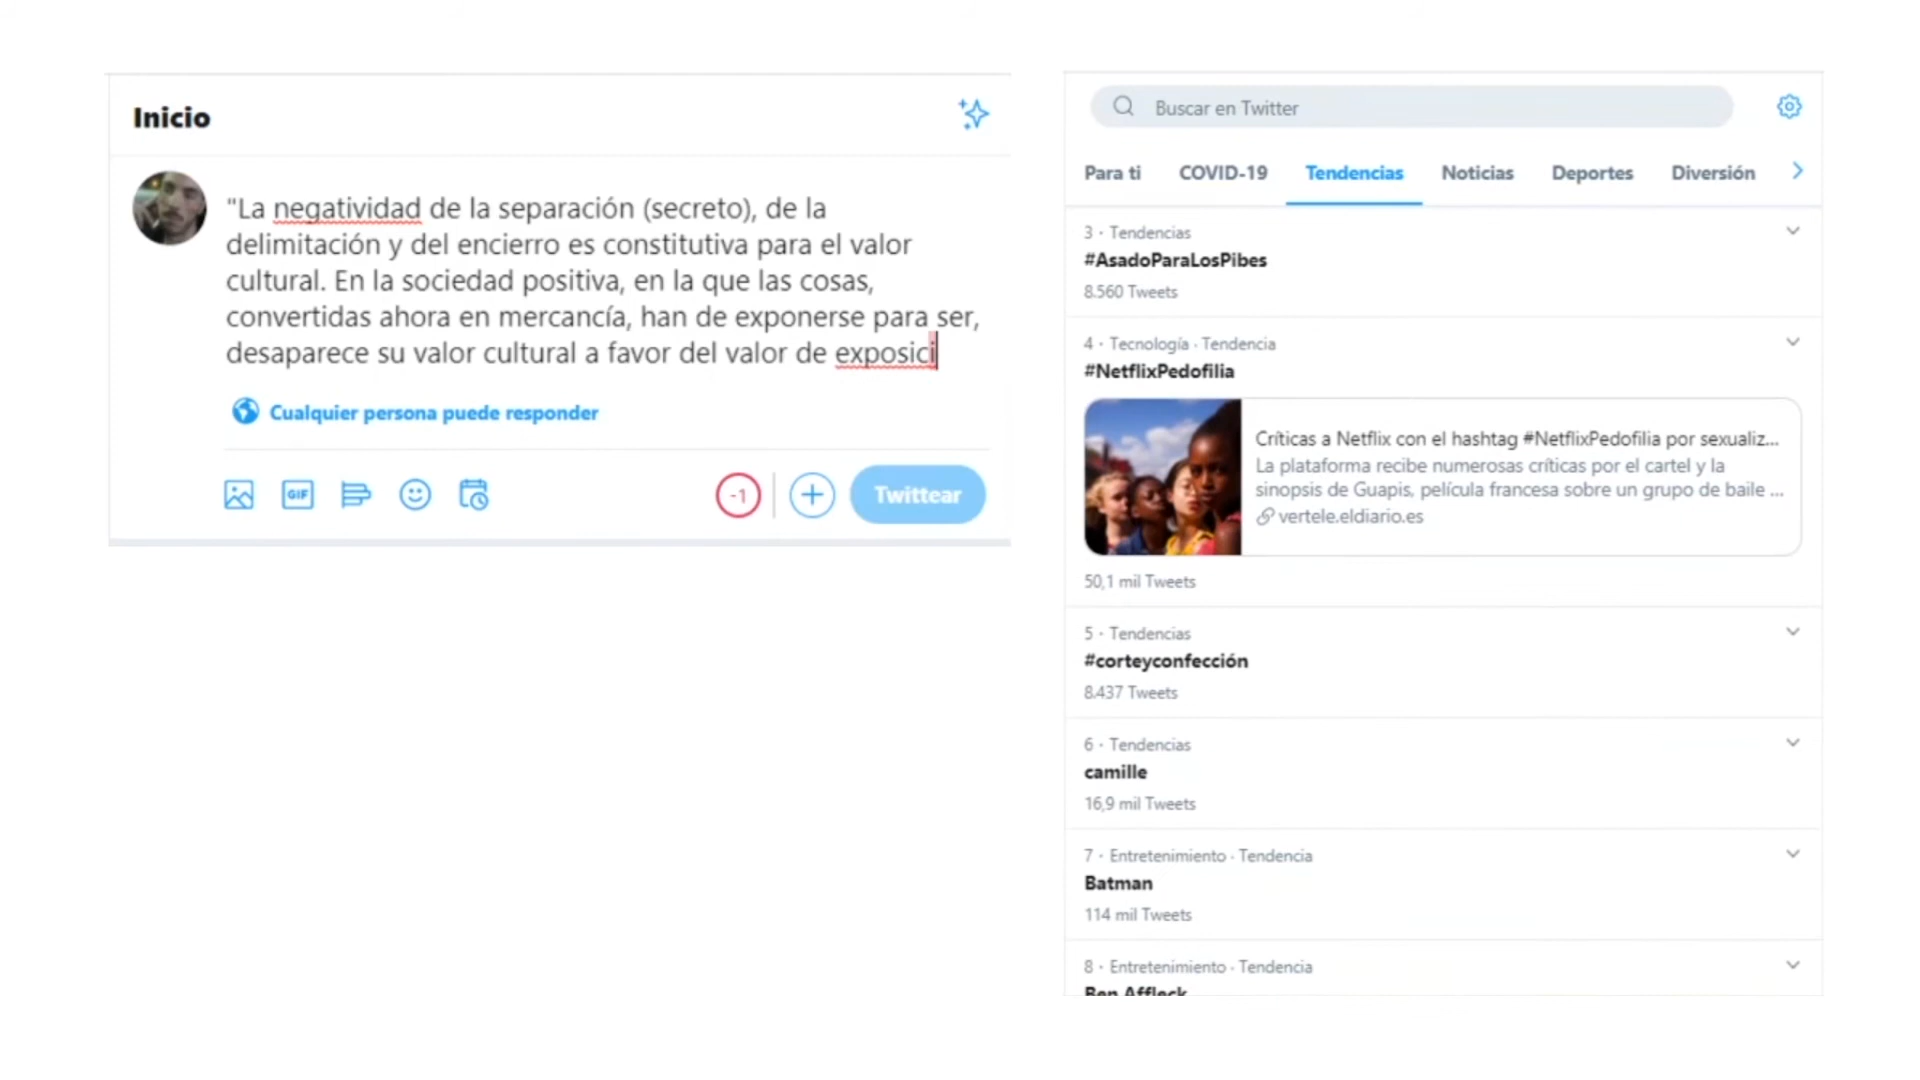 Inicio
"La negatividad de la separación (secreto), de la
delimitación y del encierro es constitutiva para el valor
cultural. En la sociedad positiva, en la que las cosas,
convertidas ahora en mercancía, han de exponerse para ser,
desaparece su valor cultural a favor del valor de exposici
Cualquier persona puede responder
GIF
-1
Twittear
Buscar en Twitter
Para ti COVID-19 Tendencias Noticias Deportes Diversión
3 · Tendencias
#AsadoParaLosPibes
8.560 Tweets
4 · Tecnología · Tendencia
#NetflixPedofilia
Críticas a Netflix con el hashtag #NetflixPedofilia por sexualiz...
La plataforma recibe numerosas críticas por el cartel y la
sinopsis de Guapis, película francesa sobre un grupo de baile ...
vertele.eldiario.es
50,1 mil Tweets
5 · Tendencias
#corteyconfección
8.437 Tweets
6 · Tendencias
camille
16,9 mil Tweets
7 · Entretenimiento · Tendencia
Batman
114 mil Tweets
8 · Entretenimiento · Tendencia
Ben Affleck